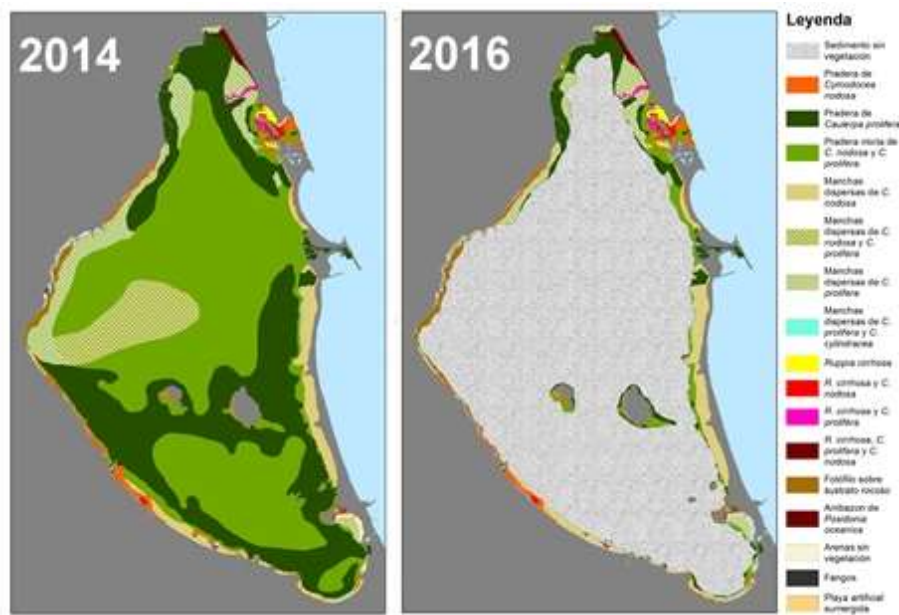 2014
2016
Leyenda
Sedimento sin
vegetación
Pradera de
Cymodocea
nodosa
Pradera de
Caulerpa prolifera
Pradera mixta de
C. nodosa y C.
prolifera
Manchas
dispersas de C.
nodosa
Manchas
dispersas de C.
nodosa y C.
prolifera
Manchas
dispersas de C.
prolifera
Manchas
dispersas de C.
prolifera y C.
cylindracea
Ruppia cirrhosa
R. cirrhosa y C.
nodosa
R. cirrhosa y C.
prolifera
R. cirrhosa, C.
prolifera y C.
nodosa
Fotófilo sobre
sustrato rocoso
Arribazon de
Posidonia
oceanica
Arenas sin
vegetación
Fangos
Playa artificial
sumergida